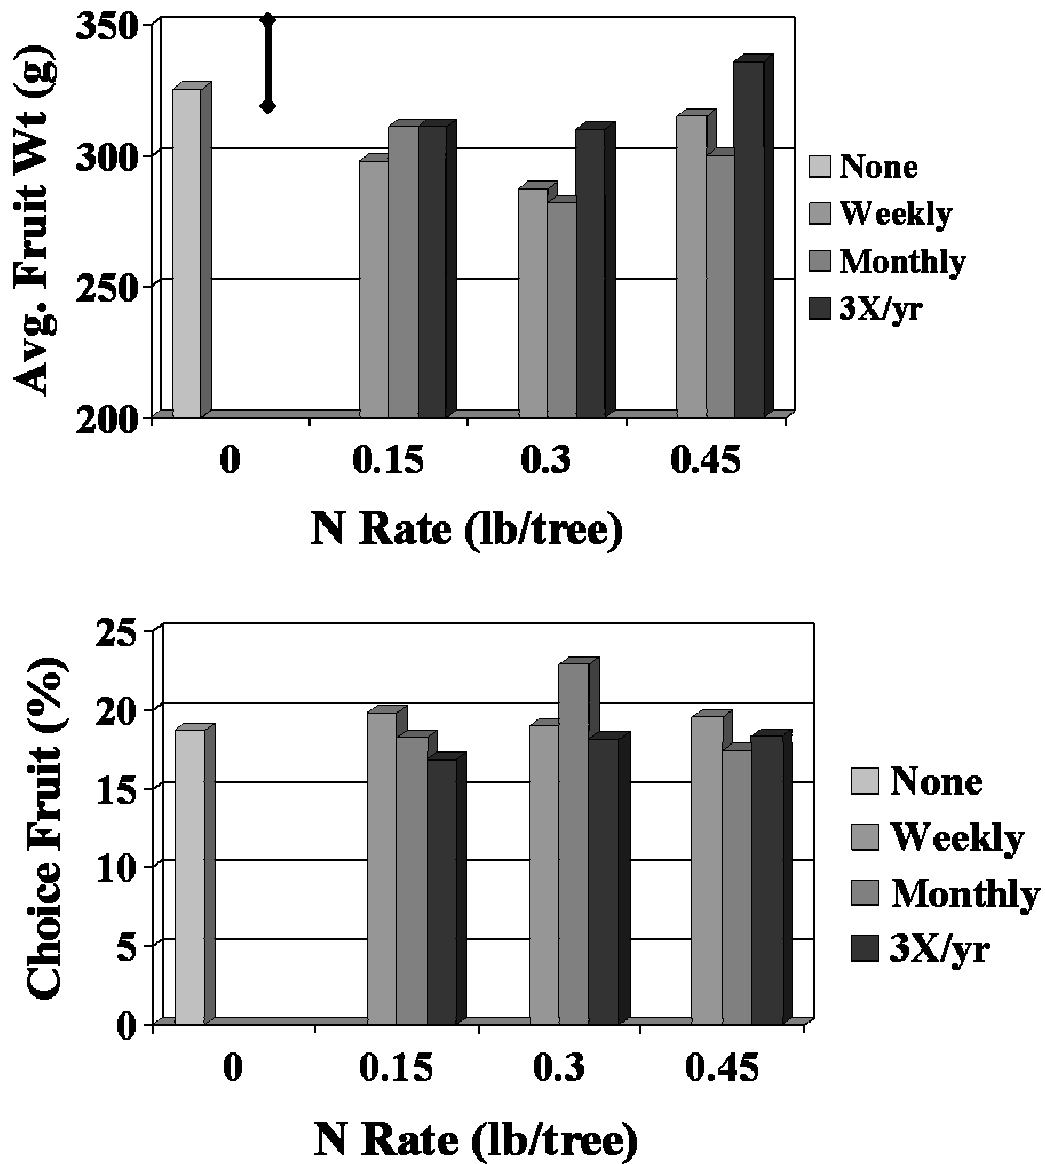 350
300
250
200
Avg. Fruit Wt (g)
0 0.15 0.3 0.45
N Rate (lb/tree)
None
Weekly
Monthly
3X/yr
25
20
15
10
5
0
Choice Fruit (%)
0 0.15 0.3 0.45
N Rate (lb/tree)
None
Weekly
Monthly
3X/yr